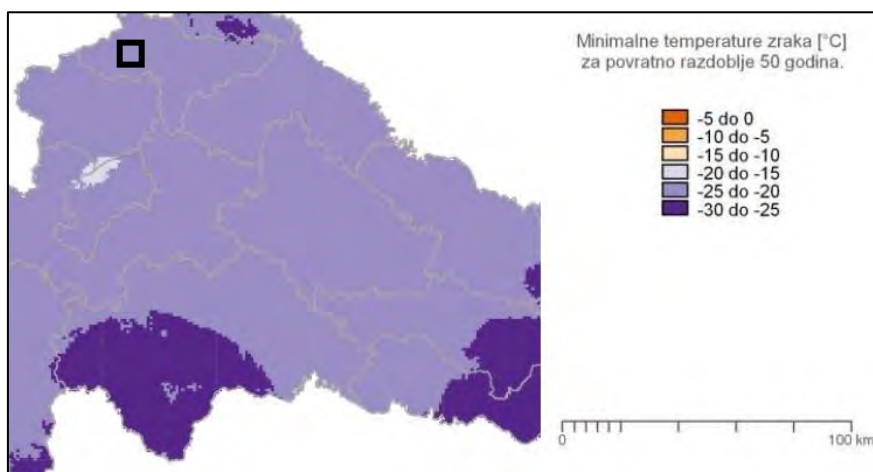 Minimalne temperature zraka [°C]
za povratno razdoblje 50 godina.
-5 do 0
-10 do -5
-15 do -10
-20 do -15
-25 do -20
-30 do -25
0
100 km